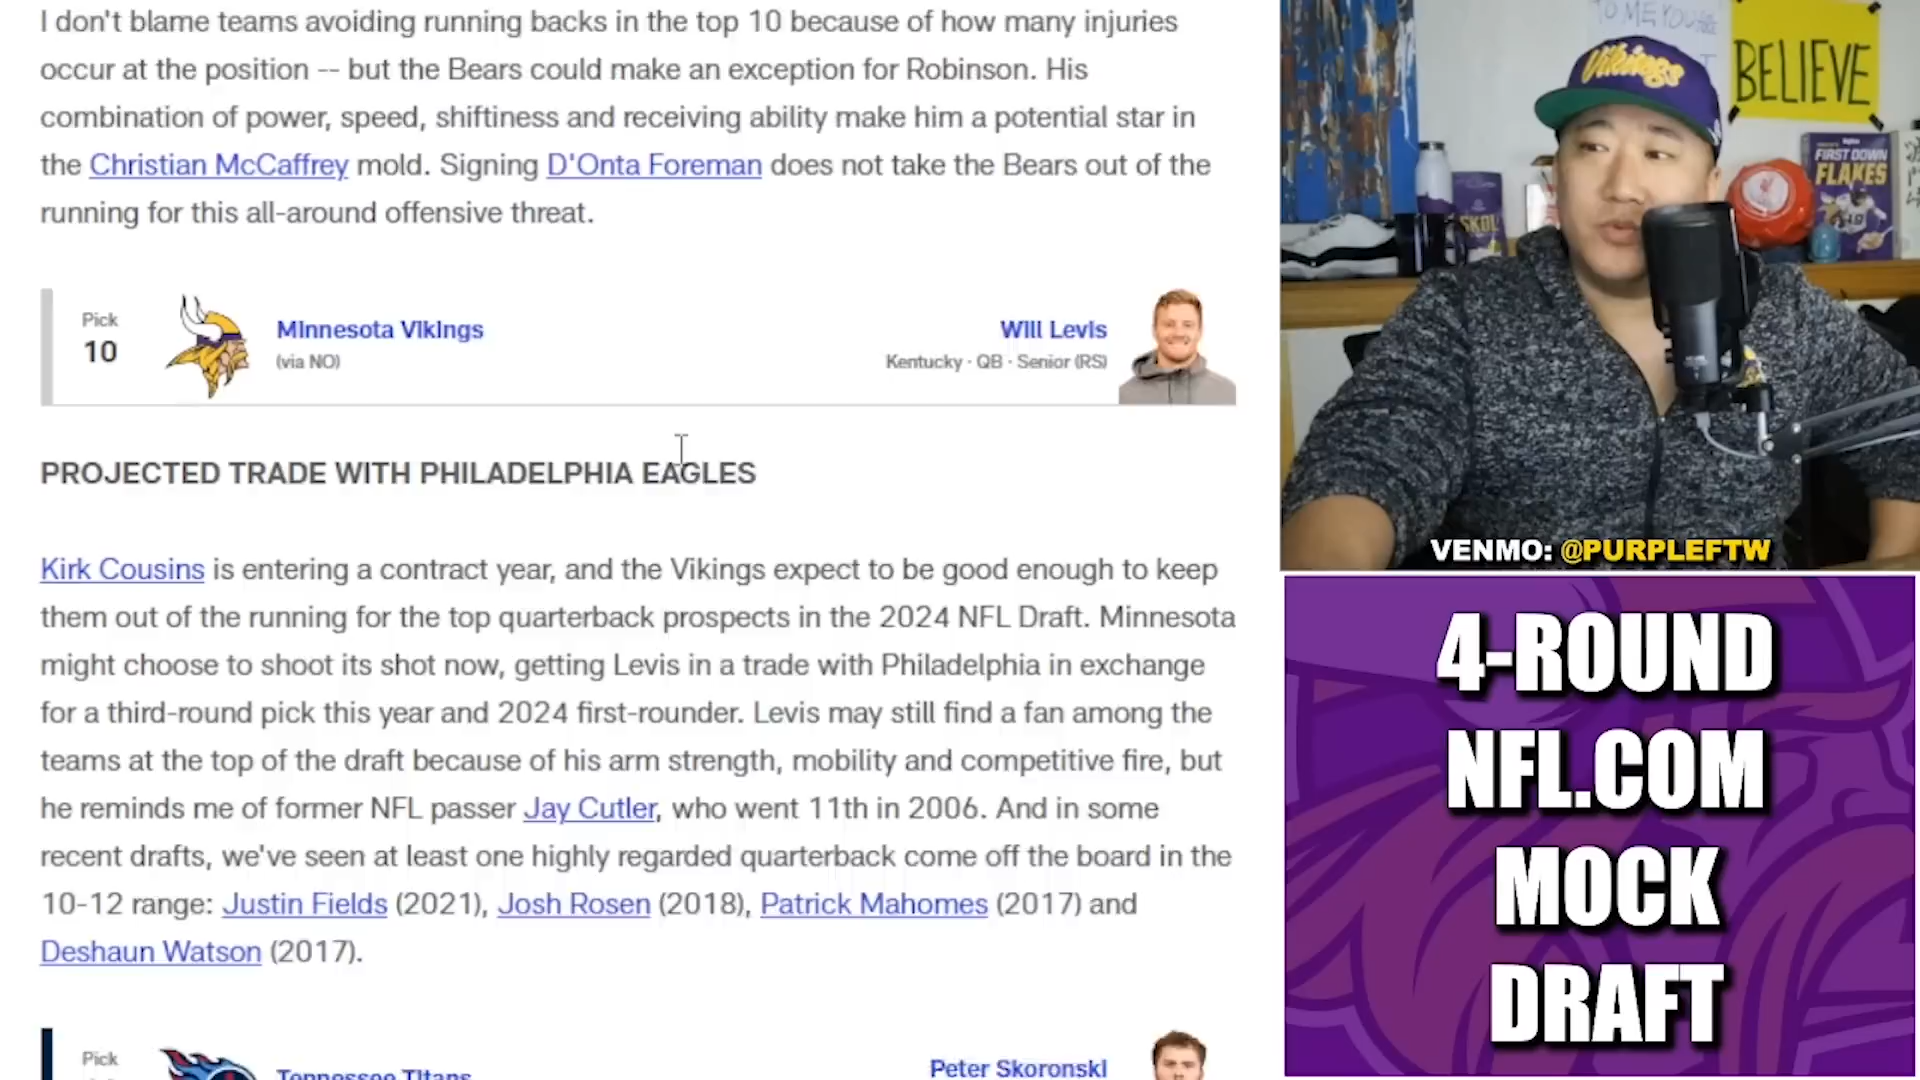 I don't blame teams avoiding running backs in the top 10 because of how many injuries
occur at the position -- but the Bears could make an exception for Robinson. His
combination of power, speed, shiftiness and receiving ability make him a potential star in
the Christian McCaffrey mold. Signing D'Onta Foreman does not take the Bears out of the
running for this all-around offensive threat.
Pick
10
Minnesota Vikings
(via NO)
Will Levis
Kentucky · QB · Senior (RS)
PROJECTED TRADE WITH PHILADELPHIA EAGLES
Kirk Cousins is entering a contract year, and the Vikings expect to be good enough to keep
them out of the running for the top quarterback prospects in the 2024 NFL Draft. Minnesota
might choose to shoot its shot now, getting Levis in a trade with Philadelphia in exchange
for a third-round pick this year and 2024 first-rounder. Levis may still find a fan among the
teams at the top of the draft because of his arm strength, mobility and competitive fire, but
he reminds me of former NFL passer Jay Cutler, who went 11th in 2006. And in some
recent drafts, we've seen at least one highly regarded quarterback come off the board in the
10-12 range: Justin Fields (2021), Josh Rosen (2018), Patrick Mahomes (2017) and
Deshaun Watson (2017).
Pick
Tennessee Titans
Peter Skoronski
TO ME YOU
BELIEVE
Vikings
FIRST DOWN
FLAKES
SKOL
VENMO: @PURPLEFTW
4-ROUND
NFL.COM
MOCK
DRAFT